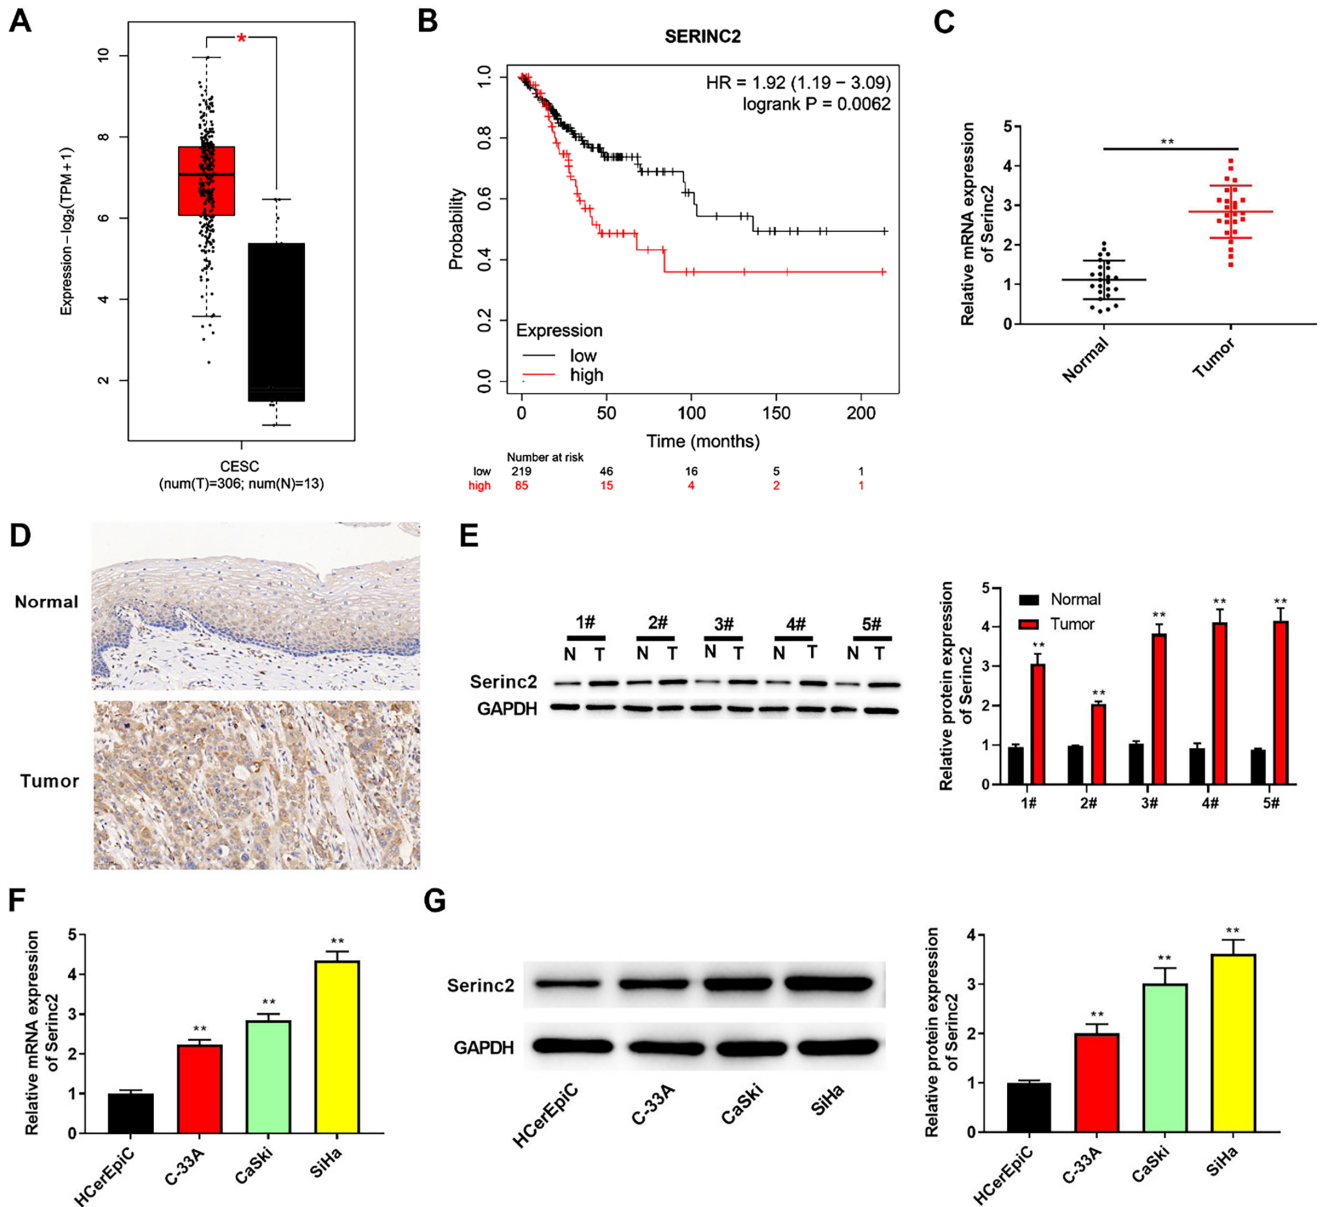 A
*
Expression − log2(TPM + 1)
10
8
6
4
2
CESC
(num(T)=306; num(N)=13)
B
SERINC2
HR = 1.92 (1.19 − 3.09)
logrank P = 0.0062
Probability
1.0
0.8
0.6
0.4
0.2
0.0
Expression
low
high
0 50 100 150 200
Time (months)
Number at risk
low 219 46 16 5 1
high 85 15 4 2 1
C
Relative mRNA expression
of Serinc2
5
4
3
2
1
0
**
Normal Tumor
D
Normal
Tumor
E
1# 2# 3# 4# 5#
N T N T N T N T N T
Serinc2
GAPDH
Relative protein expression
of Serinc2
5
4
3
2
1
0
Normal
Tumor
** ** ** ** **
1# 2# 3# 4# 5#
F
Relative mRNA expression
of Serinc2
5
4
3
2
1
0
** ** **
HCerEpiC C-33A CaSki SiHa
G
Serinc2
GAPDH
HCerEpiC C-33A CaSki SiHa
Relative protein expression
of Serinc2
4
3
2
1
0
** ** **
HCerEpiC C-33A CaSki SiHa